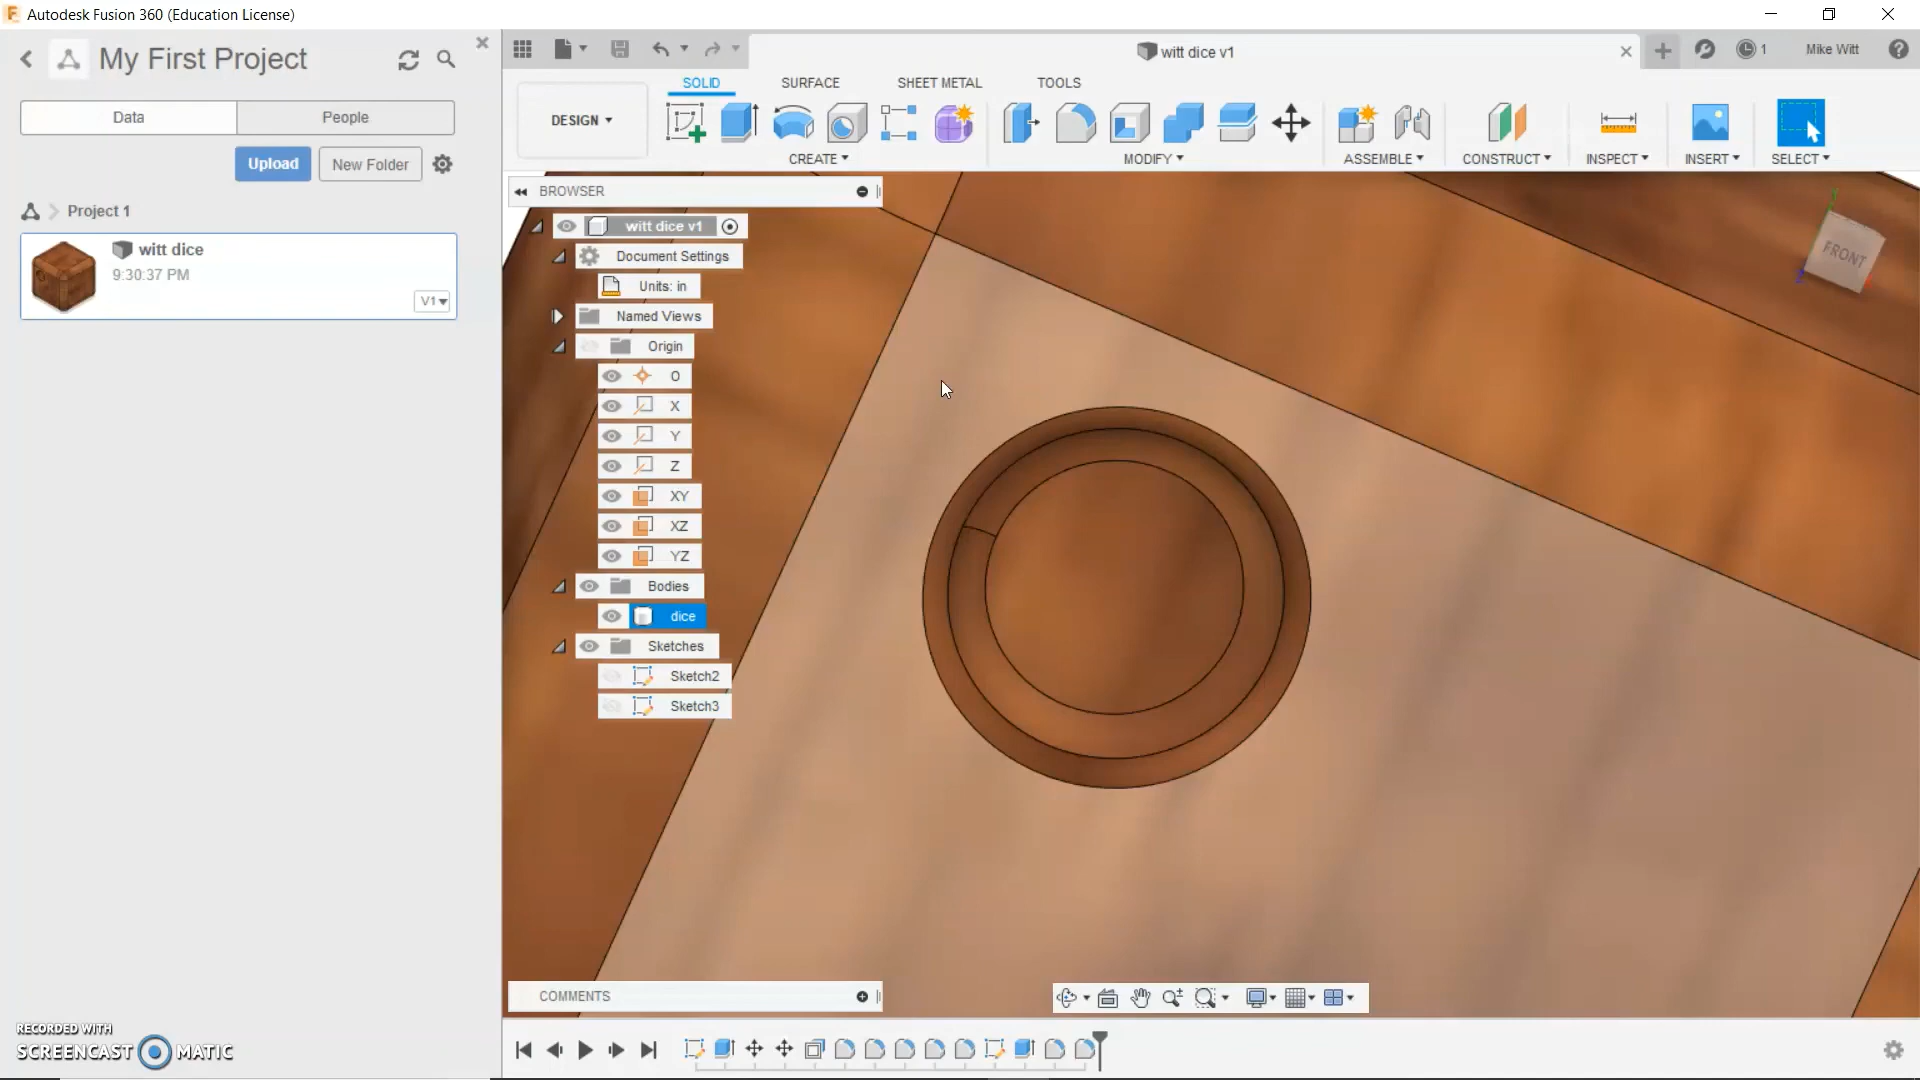 Autodesk Fusion 360 (Education License)
My First Project
Data
People
Upload
New Folder
Project 1
witt dice
9:30:37 PM
V1
witt dice v1
1
Mike Witt
SOLID
SURFACE
SHEET METAL
TOOLS
DESIGN
CREATE
MODIFY
ASSEMBLE
CONSTRUCT
INSPECT
INSERT
SELECT
BROWSER
witt dice v1
Document Settings
Units: in
Named Views
Origin
O
X
Y
Z
XY
XZ
YZ
Bodies
dice
Sketches
Sketch2
Sketch3
FRONT
Y
Z
COMMENTS
RECORDED WITH
SCREENCAST MATIC